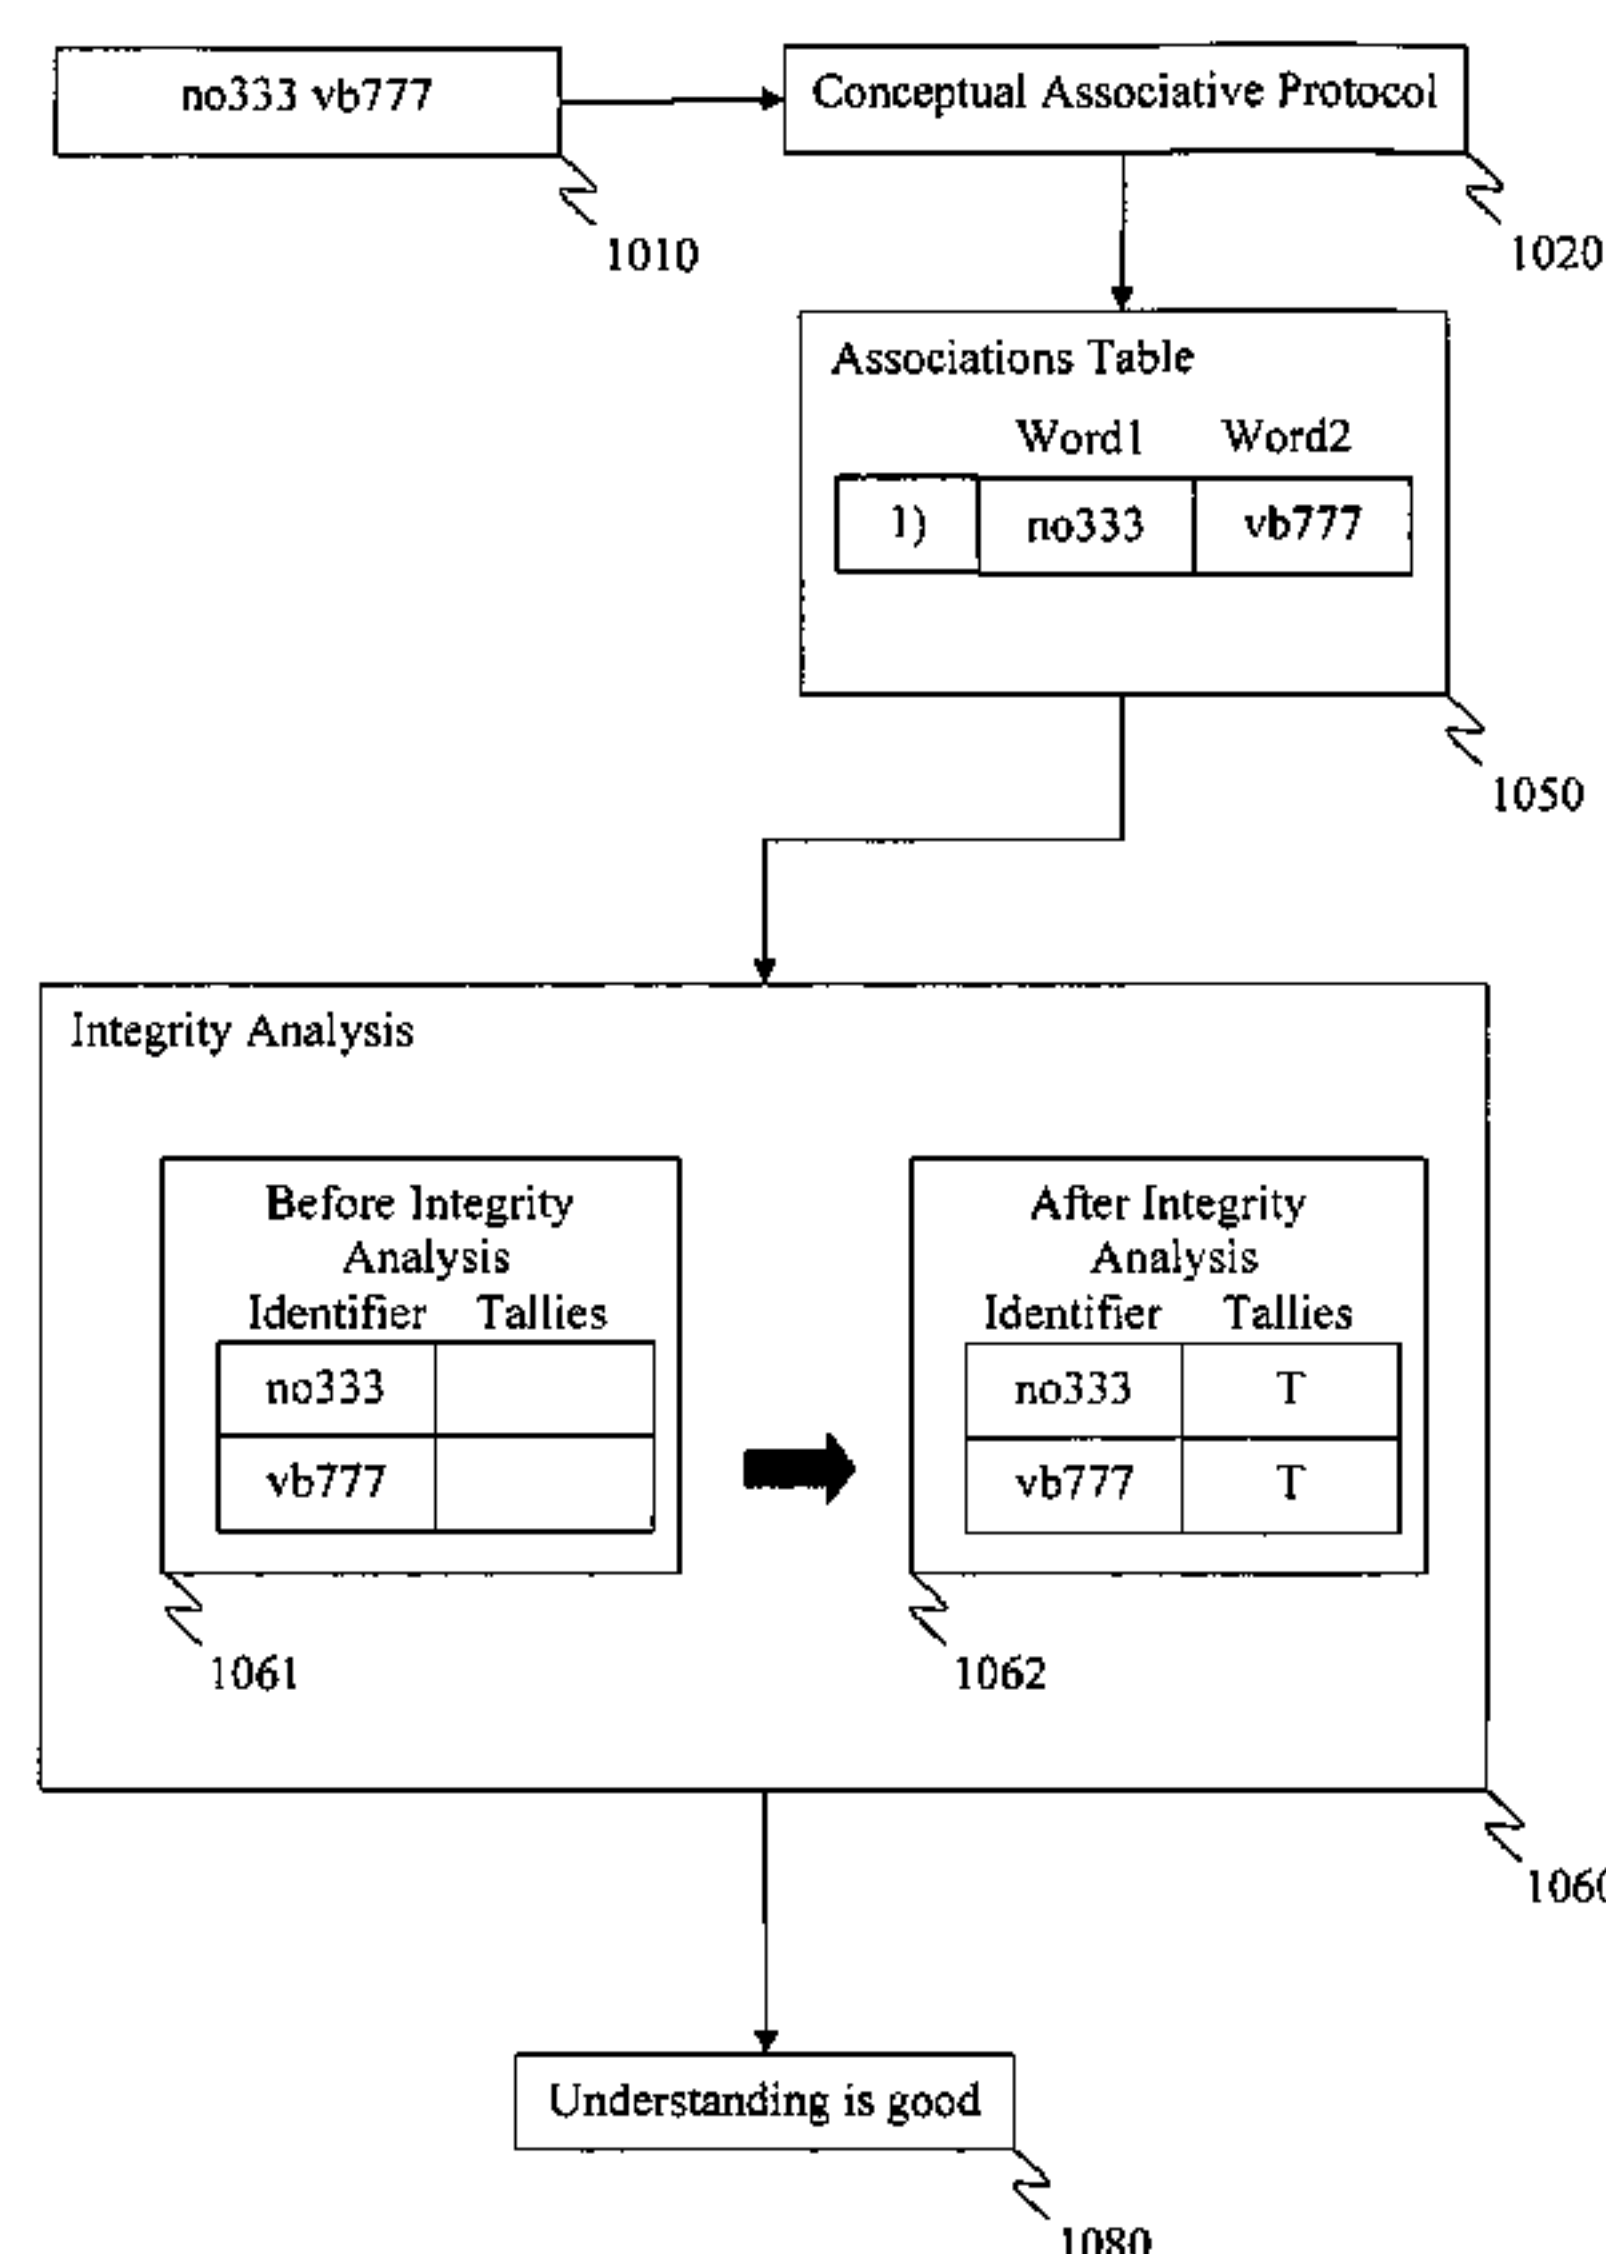 no333 vb777
Conceptual Associative Protocol
1010
1020
Associations Table
Word1 Word2
1) no333 vb777
1050
Integrity Analysis
Before Integrity
Analysis
Identifier Tallies
no333
vb777
1061
After Integrity
Analysis
Identifier Tallies
no333 T
vb777 T
1062
1060
Understanding is good
1080